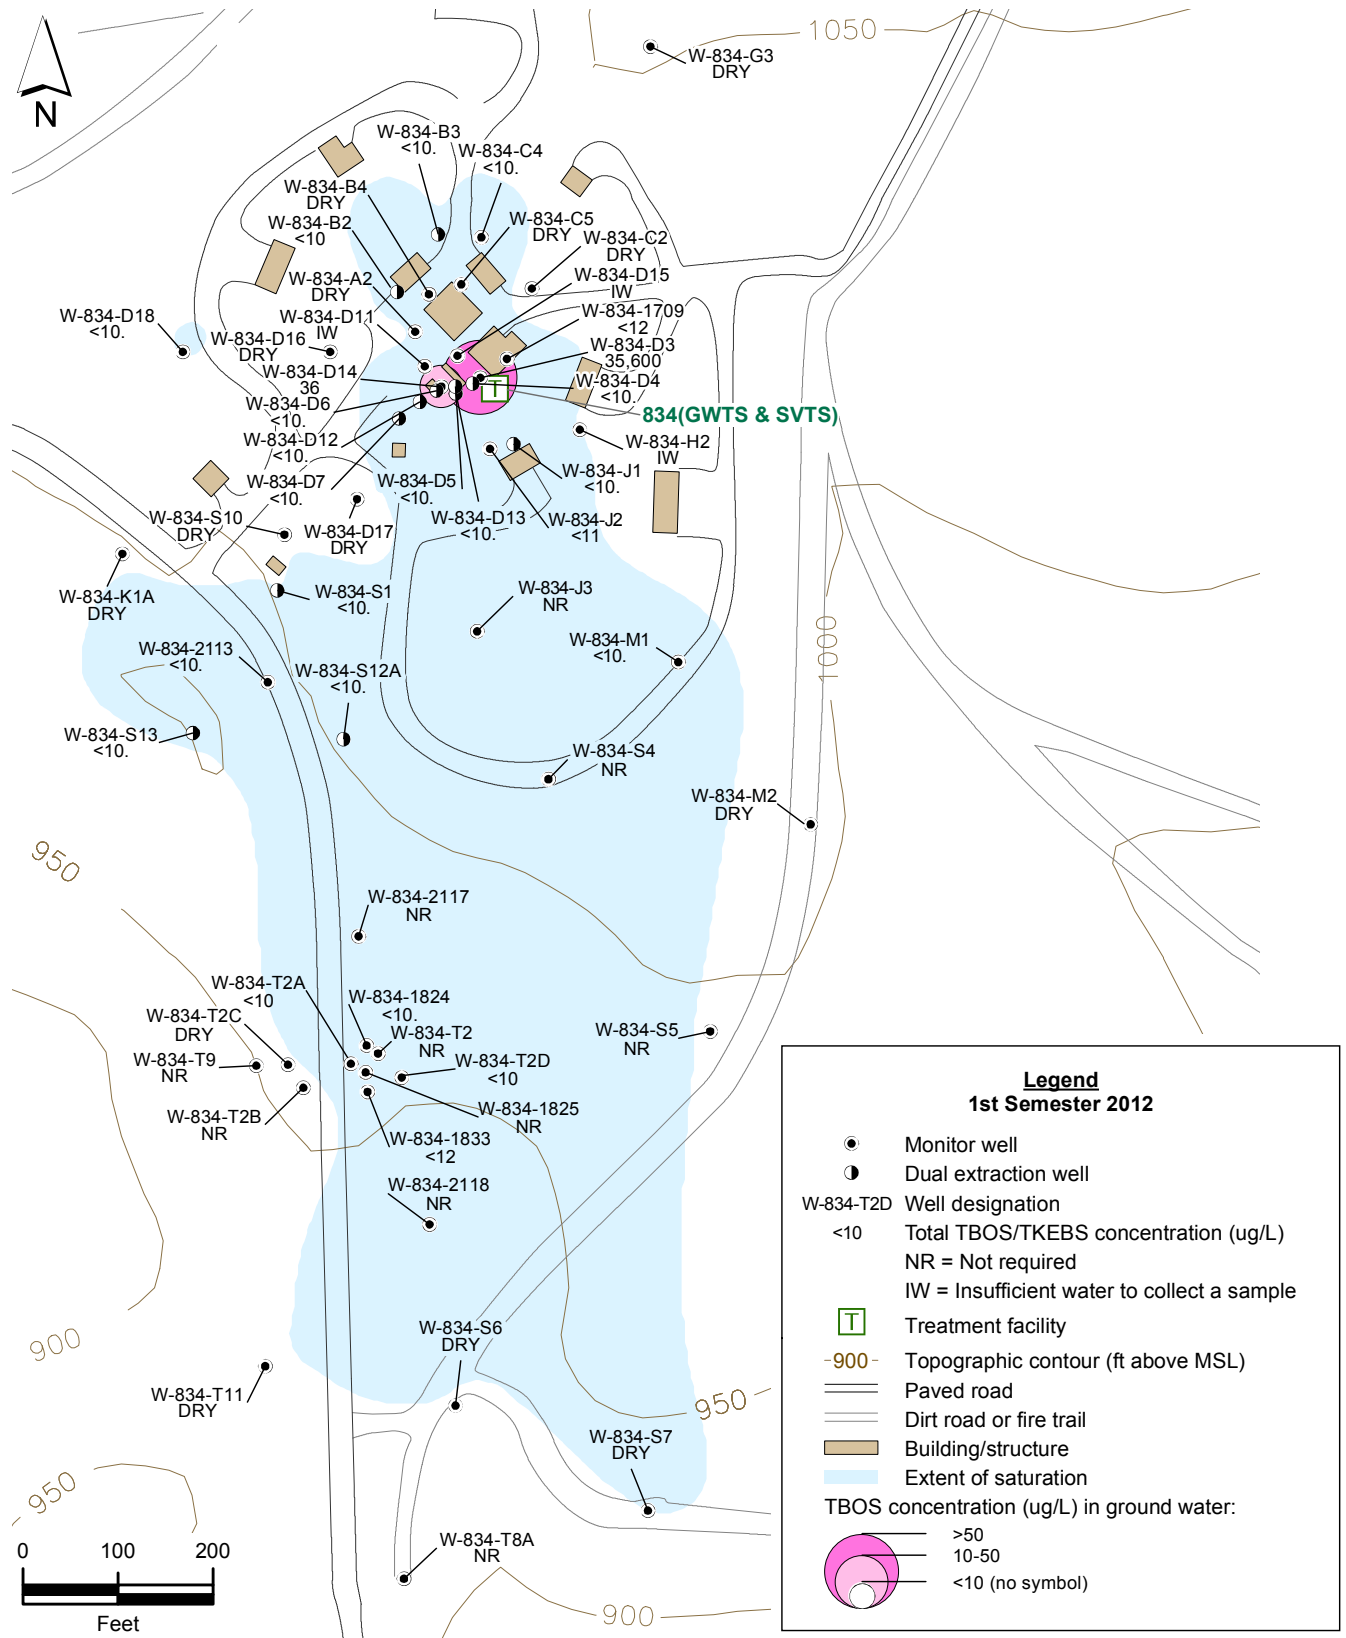 1050
W-834-G3
DRY
N
W-834-B3
<10.
W-834-C4
<10.
W-834-B4
DRY
W-834-B2
<10
W-834-C5
DRY
W-834-C2
DRY
W-834-A2
DRY
W-834-D15
IW
W-834-D18
<10.
W-834-D11
IW
W-834-1709
<12
W-834-D16
DRY
W-834-D3
35,600
W-834-D14
36
W-834-D4
<10.
W-834-D6
<10.
T
834(GWTS & SVTS)
W-834-D12
<10.
W-834-H2
IW
W-834-D7
<10.
W-834-D5
<10.
W-834-J1
<10.
W-834-S10
DRY
W-834-D17
DRY
W-834-D13
<10.
W-834-J2
<11
W-834-K1A
DRY
W-834-S1
<10.
W-834-J3
NR
W-834-M1
<10.
1000
W-834-2113
<10.
W-834-S12A
<10.
W-834-S13
<10.
W-834-S4
NR
W-834-M2
DRY
950
W-834-2117
NR
W-834-T2A
<10
W-834-1824
<10.
W-834-T2C
DRY
W-834-T2
NR
W-834-S5
NR
W-834-T9
NR
W-834-T2D
<10
W-834-T2B
NR
W-834-1825
NR
W-834-1833
<12
W-834-2118
NR
900
W-834-S6
DRY
W-834-T11
DRY
950
W-834-S7
DRY
950
W-834-T8A
NR
900
0 100 200
Feet
Legend
1st Semester 2012
Monitor well
Dual extraction well
W-834-T2D Well designation
<10 Total TBOS/TKEBS concentration (ug/L)
NR = Not required
IW = Insufficient water to collect a sample
T Treatment facility
-900- Topographic contour (ft above MSL)
Paved road
Dirt road or fire trail
Building/structure
Extent of saturation
TBOS concentration (ug/L) in ground water:
>50
10-50
<10 (no symbol)